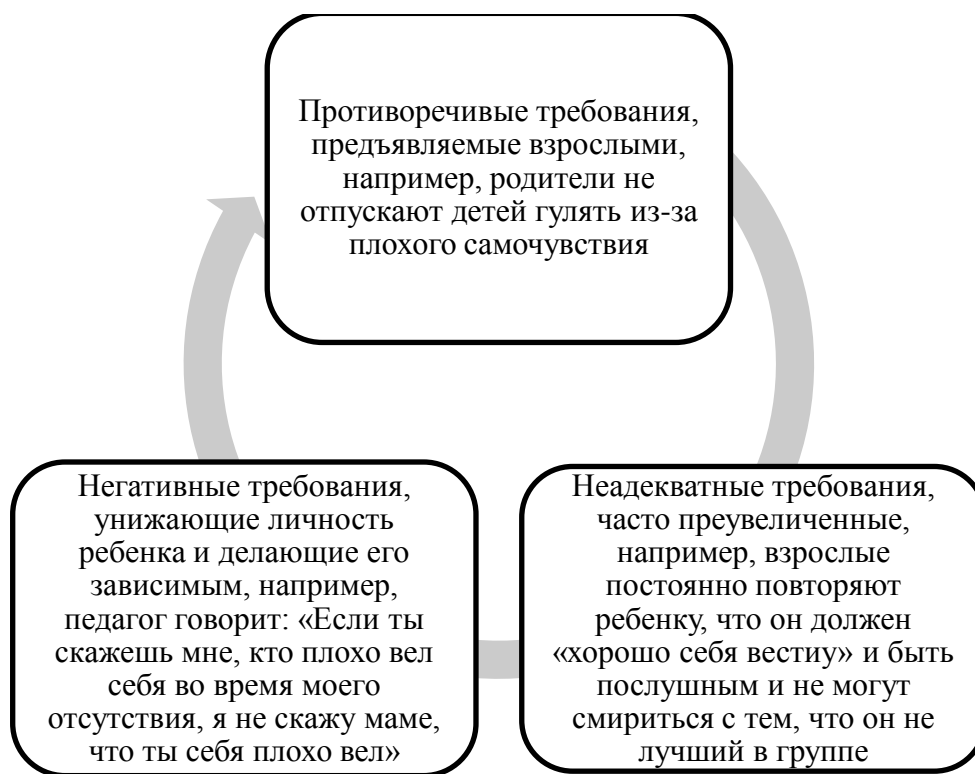 Противоречивые требования,
предъявляемые взрослыми,
например, родители не
отпускают детей гулять из-за
плохого самочувствия
Негативные требования,
унижающие личность
ребенка и делающие его
зависимым, например,
педагог говорит: «Если ты
скажешь мне, кто плохо вел
себя во время моего
отсутствия, я не скажу маме,
что ты себя плохо вел»
Неадекватные требования,
часто преувеличенные,
например, взрослые
постоянно повторяют
ребенку, что он должен
«хорошо себя вестиу» и быть
послушным и не могут
смириться с тем, что он не
лучший в группе